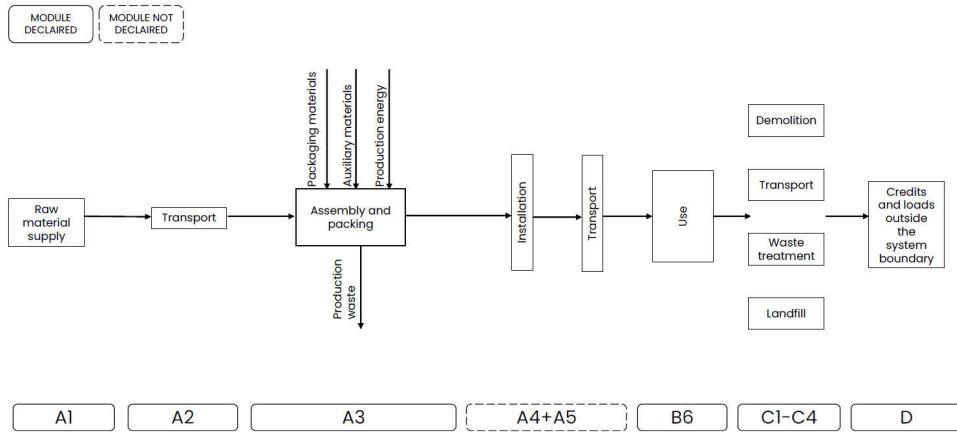 MODULE
DECLAIRED
MODULE NOT
DECLAIRED
Packaging materials
Auxiliary materials
Production energy
Raw
material
supply
Transport
Assembly and
packing
Production
waste
Installation
Transport
Use
Demolition
Transport
Waste
treatment
Landfill
Credits
and loads
outside
the
system
boundary
A1
A2
A3
A4+A5
B6
C1-C4
D